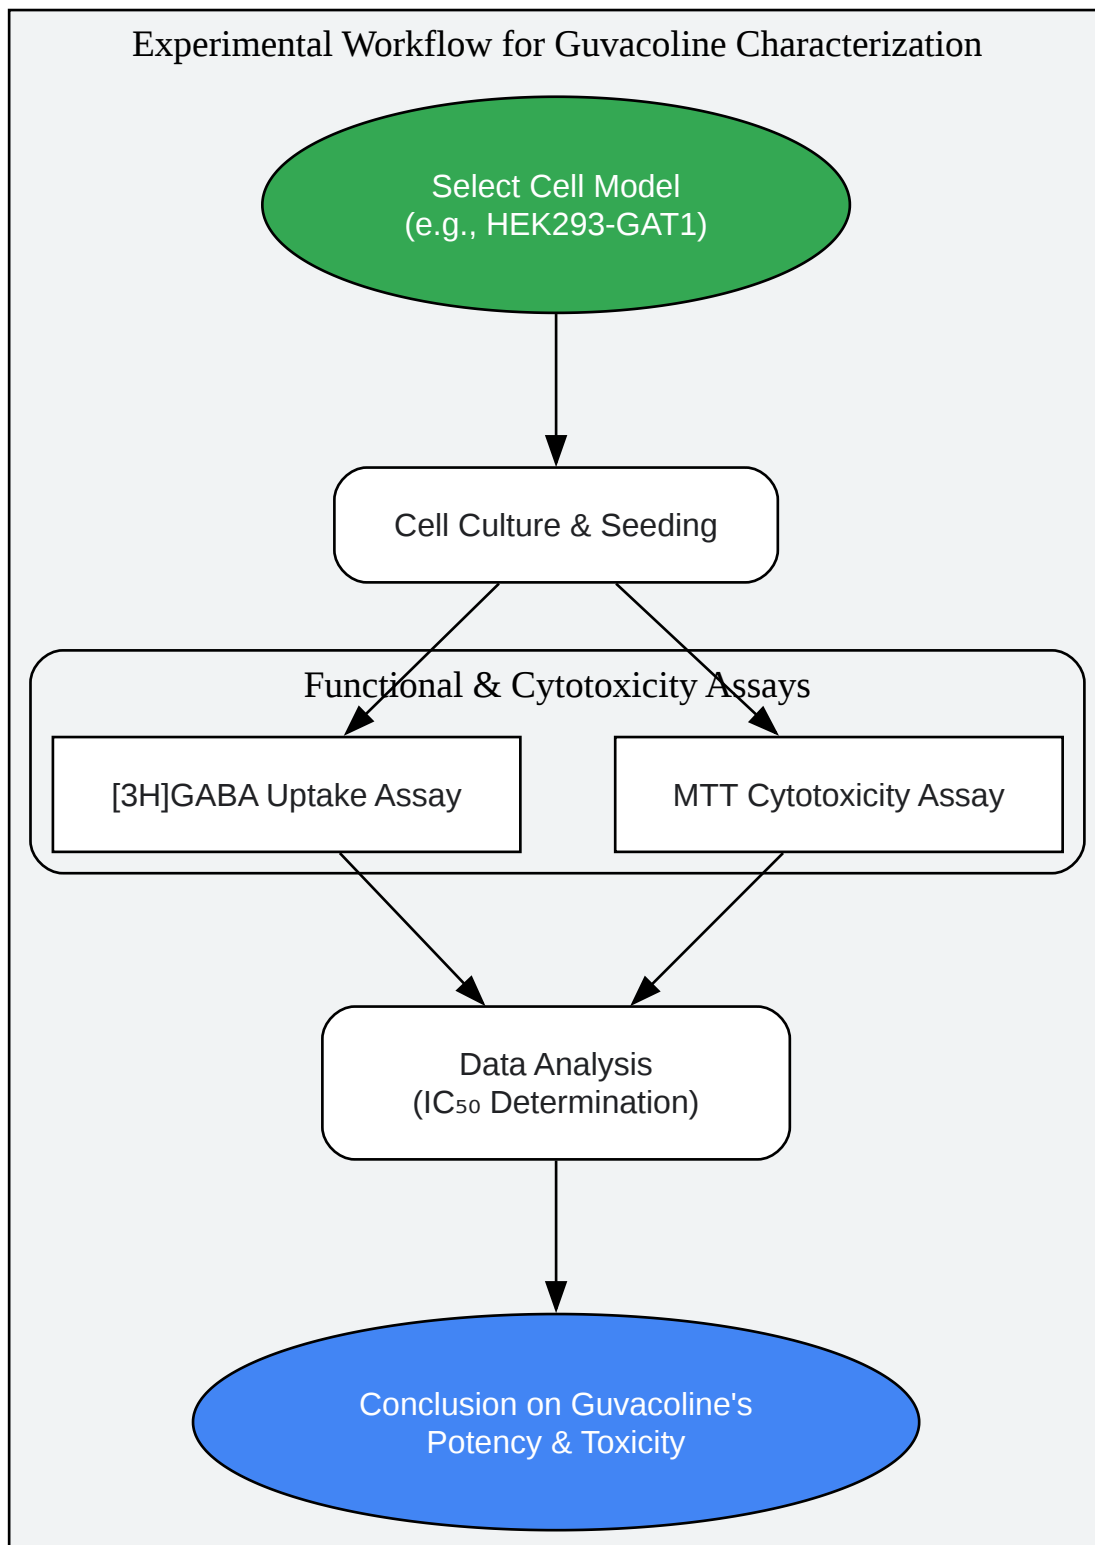 Experimental Workflow for Guvacoline Characterization
Select Cell Model
(e.g., HEK293-GAT1)
Cell Culture & Seeding
Functional & Cytotoxicity Assays
[3H]GABA Uptake Assay
MTT Cytotoxicity Assay
Data Analysis
(IC₅₀ Determination)
Conclusion on Guvacoline's
Potency & Toxicity